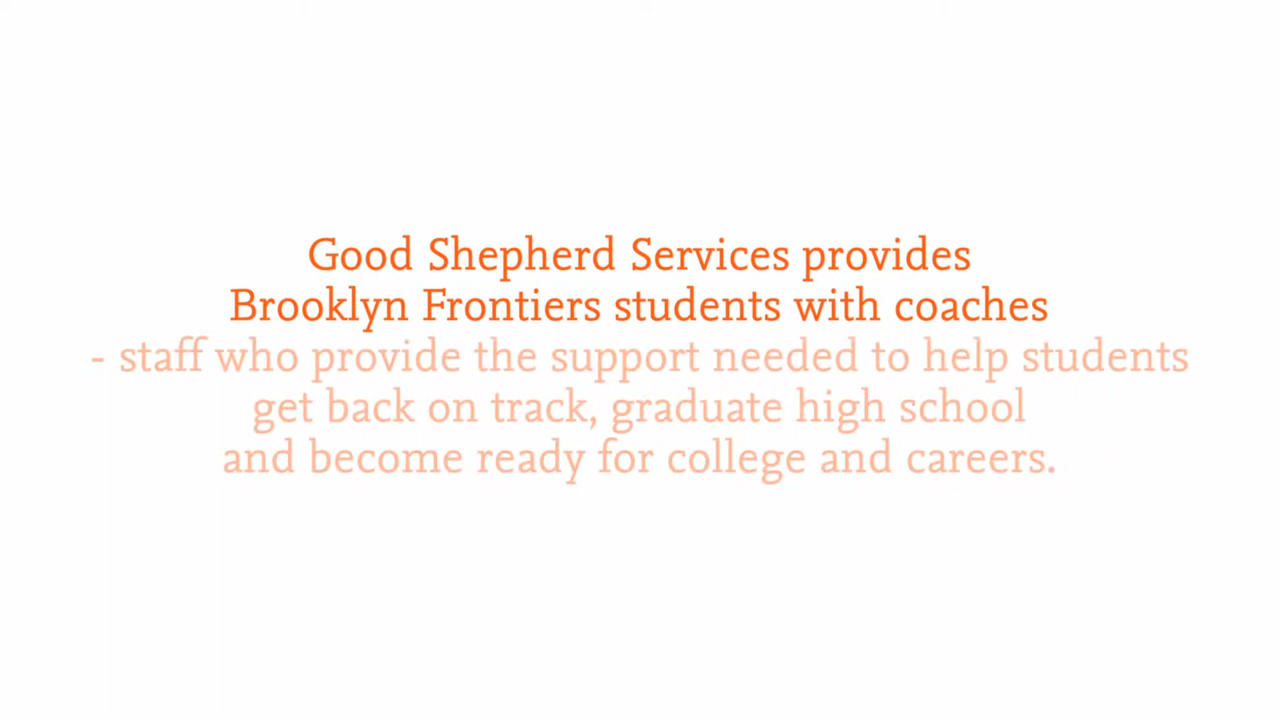 Good Shepherd Services provides
Brooklyn Frontiers students with coaches
- staff who provide the support needed to help students
get back on track, graduate high school
and become ready for college and careers.